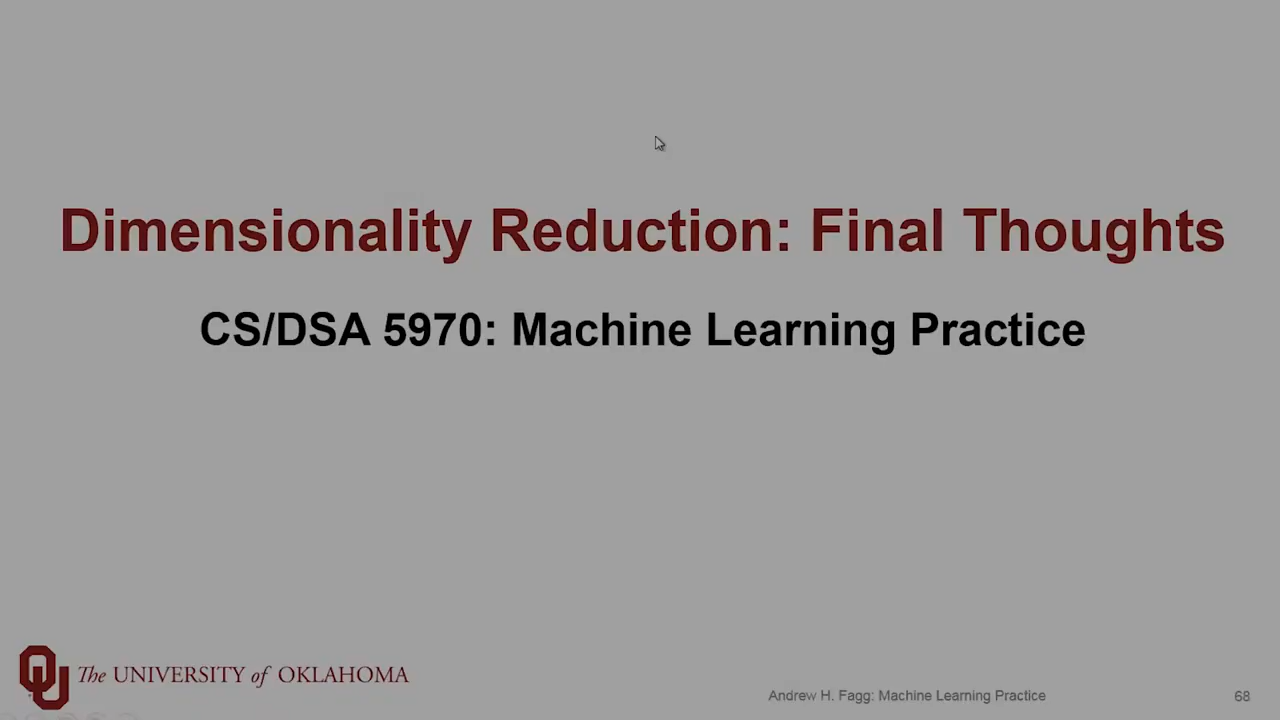 Dimensionality Reduction: Final Thoughts
CS/DSA 5970: Machine Learning Practice
OU The UNIVERSITY of OKLAHOMA
Andrew H. Fagg: Machine Learning Practice 68